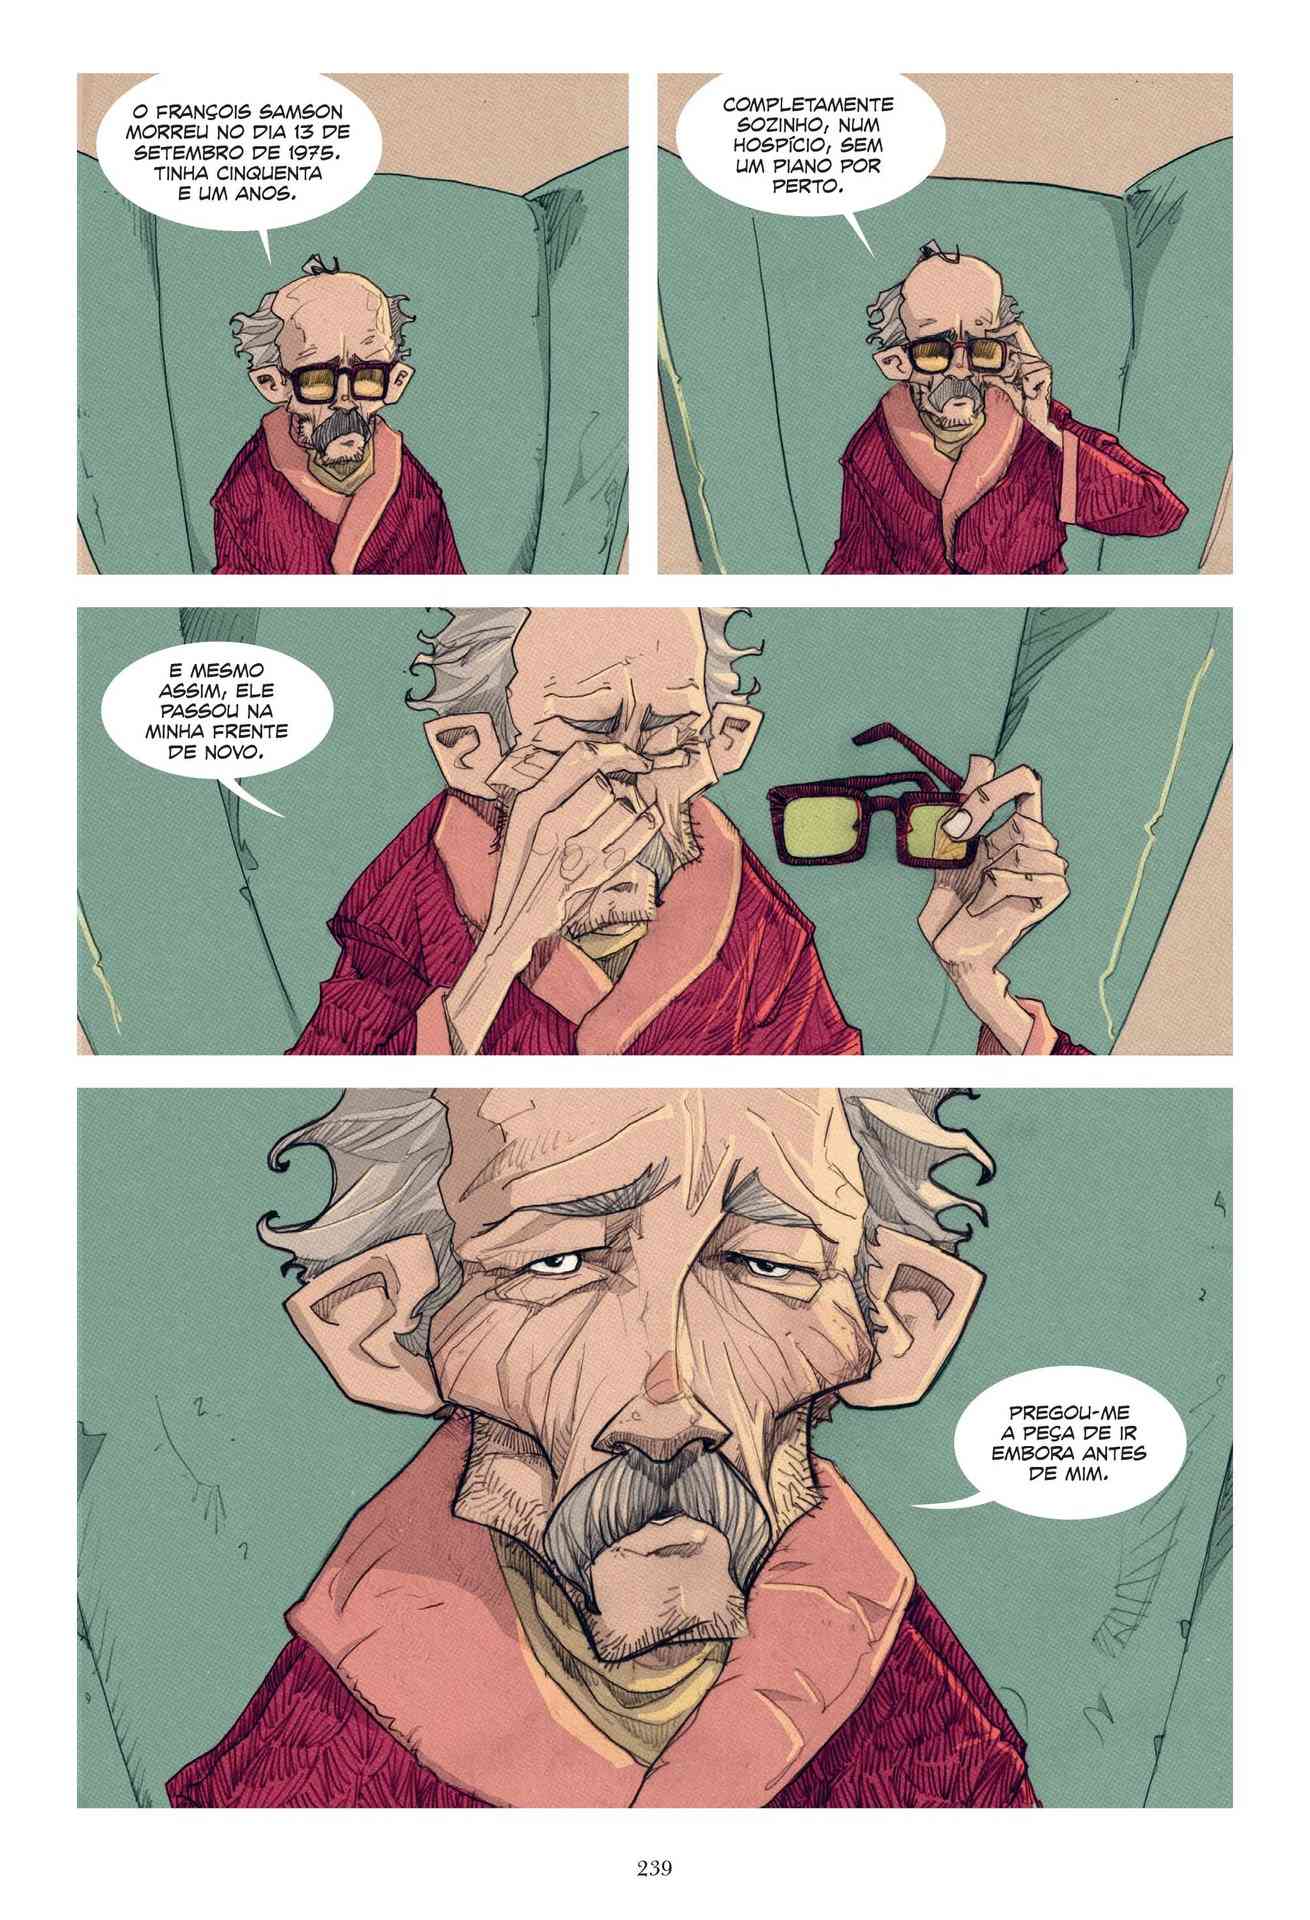 O FRANÇOIS SAMSON
MORREU NO DIA 13 DE
SETEMBRO DE 1975.
TINHA CINQUENTA
E UM ANOS.
COMPLETAMENTE
SOZINHO, NUM
HOSPÍCIO, SEM
UM PIANO POR
PERTO.
E MESMO
ASSIM, ELE
PASSOU NA
MINHA FRENTE
DE NOVO.
PREGOU-ME
A PEÇA DE IR
EMBORA ANTES
DE MIM.
239